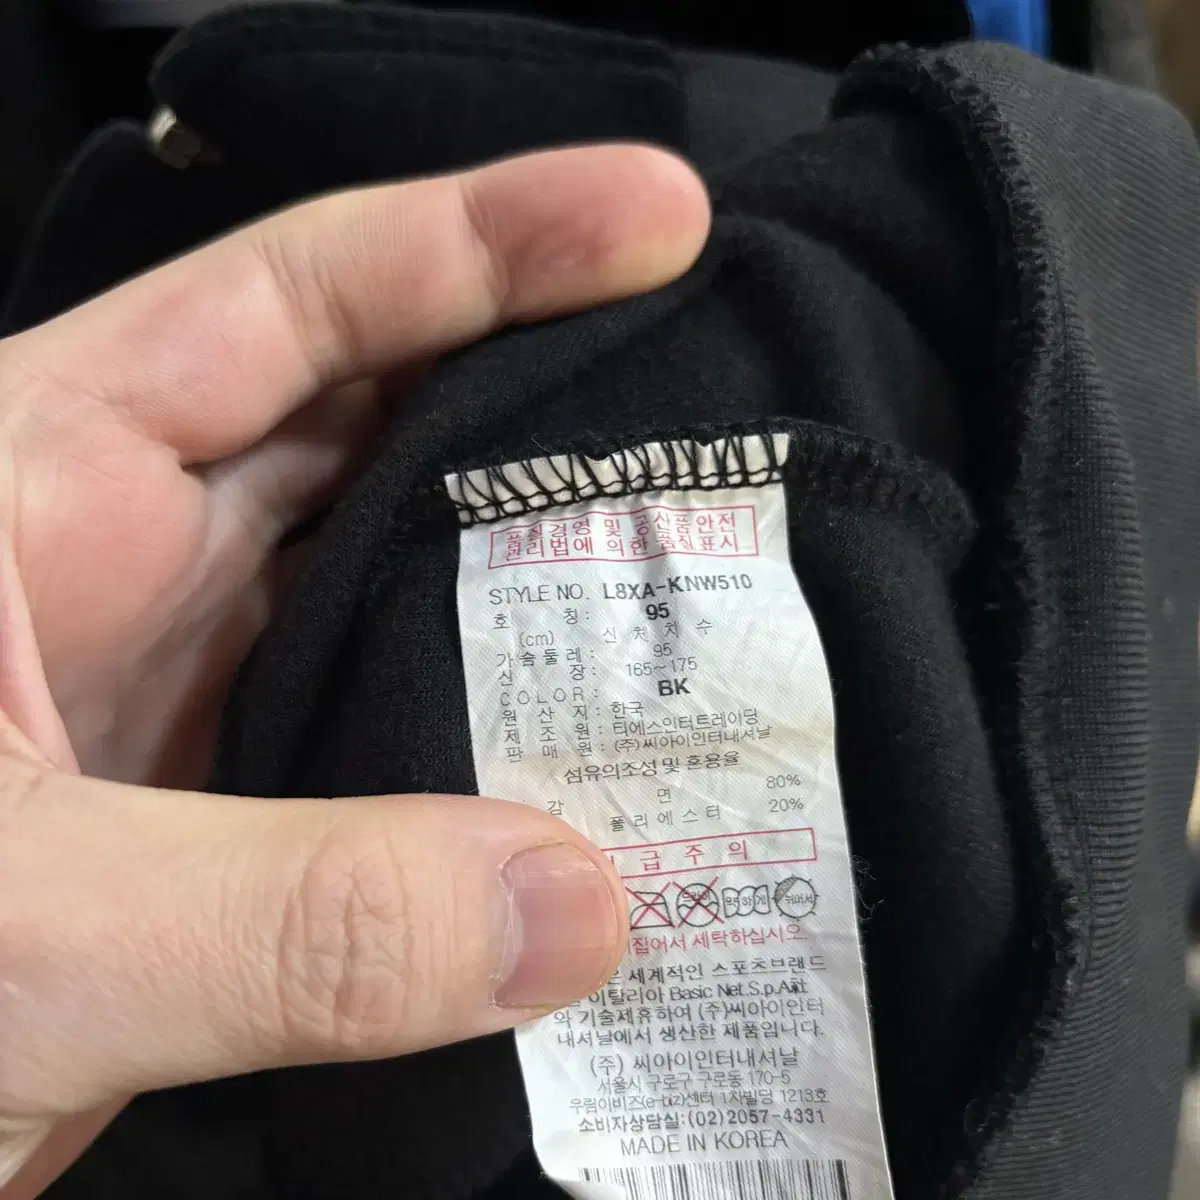 품질경영 및 공산품안전
관리법에 의한 품질표시
STYLE NO. L8XA-KNW510
호 칭 : 95
(cm) 신 체 치 수
가슴둘레 : 95
신 장 : 165~175
COLOR : BK
원 산 지 : 한국
제 조 원 : 티에스인터트레이딩
판 매 원 : (주)씨아이인터내셔날
섬유의조성 및 혼용율
감 면 80%
폴리에스터 20%
급 주 의
약하게
뒤집어서 세탁하십시오.
은 세계적인 스포츠브랜드
이탈리아 Basic Net.S.p.A社
와 기술제휴하여 (주)씨아이인터
내셔날에서 생산한 제품입니다.
(주) 씨아이인터내셔날
서울시 구로구 구로동 170-5
우림이비즈(e-biz)센터 1차빌딩 1213호
소비자상담실:(02)2057-4331
MADE IN KOREA